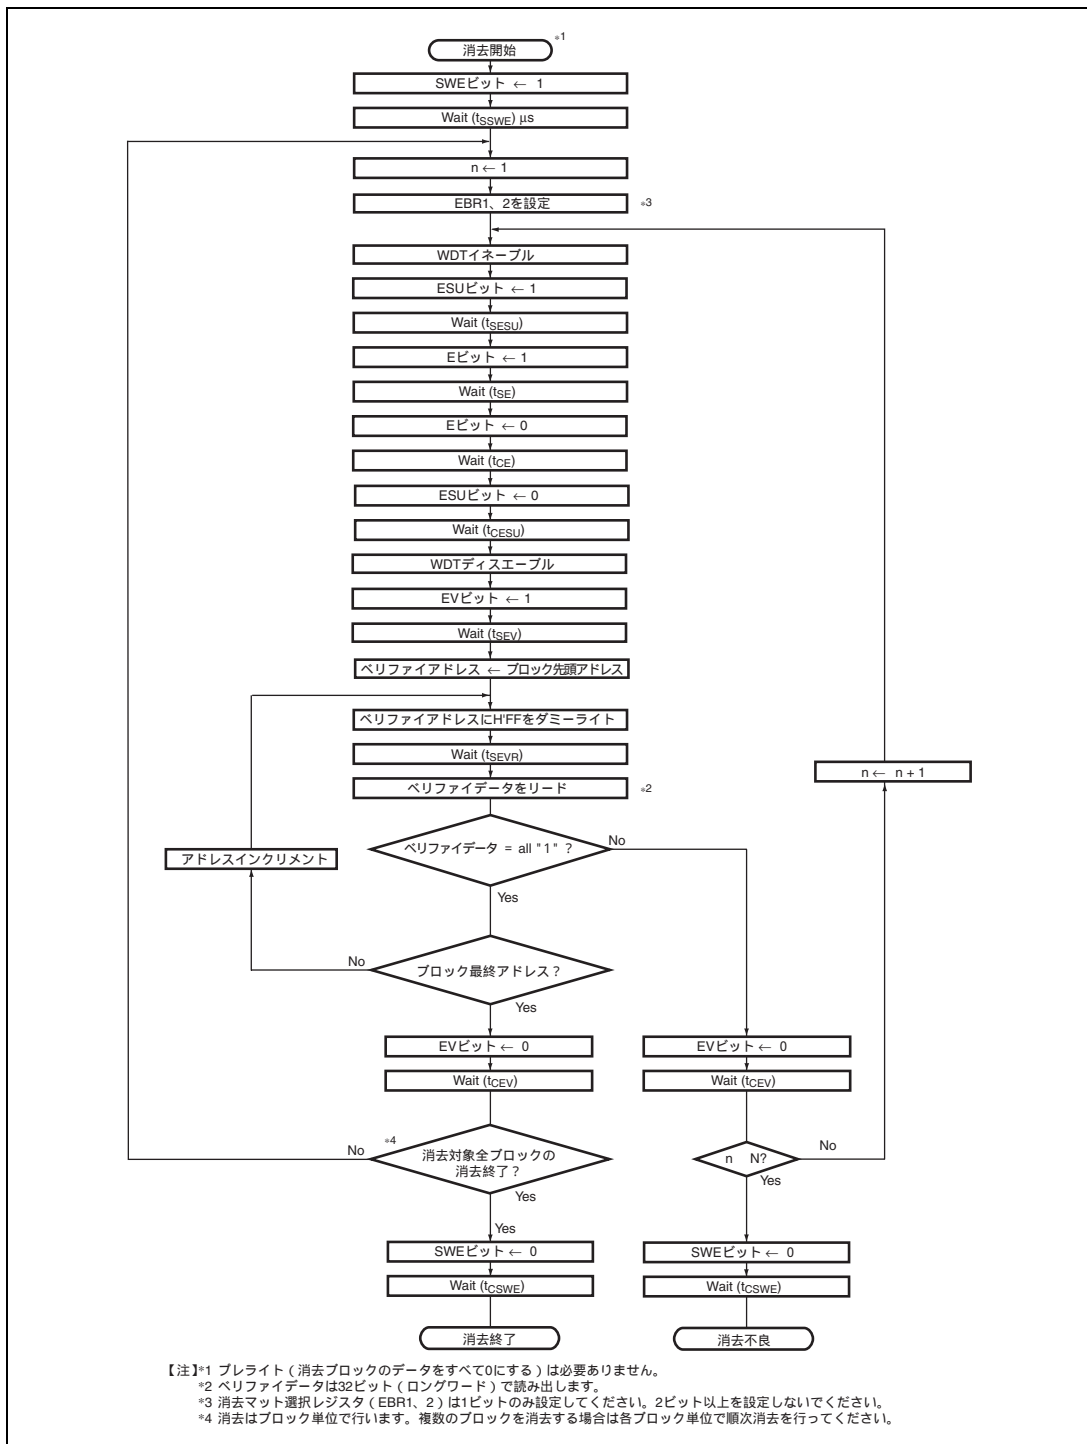 消去開始 *1
SWEビット ← 1
Wait (tSSWE) μs
n ← 1
EBR1、2を設定 *3
WDTイネーブル
ESUビット ← 1
Wait (tSESU)
Eビット ← 1
Wait (tSE)
Eビット ← 0
Wait (tCE)
ESUビット ← 0
Wait (tCESU)
WDTディスエーブル
EVビット ← 1
Wait (tSEV)
ベリファイアドレス ← ブロック先頭アドレス
ベリファイアドレスにH'FFをダミーライト
Wait (tSEVR)
ベリファイデータをリード *2
n ← n + 1
ベリファイデータ = all "1" ?
No
Yes
アドレスインクリメント
ブロック最終アドレス？
No
Yes
EVビット ← 0
Wait (tCEV)
EVビット ← 0
Wait (tCEV)
*4
消去対象全ブロックの
消去終了？
No
Yes
Yes
n N?
No
Yes
SWEビット ← 0
Wait (tCSWE)
消去終了
SWEビット ← 0
Wait (tCSWE)
消去不良
【注】*1 プレライト（消去ブロックのデータをすべて0にする）は必要ありません。
*2 ベリファイデータは32ビット（ロングワード）で読み出します。
*3 消去マット選択レジスタ（EBR1、2）は1ビットのみ設定してください。2ビット以上を設定しないでください。
*4 消去はブロック単位で行います。複数のブロックを消去する場合は各ブロック単位で順次消去を行ってください。